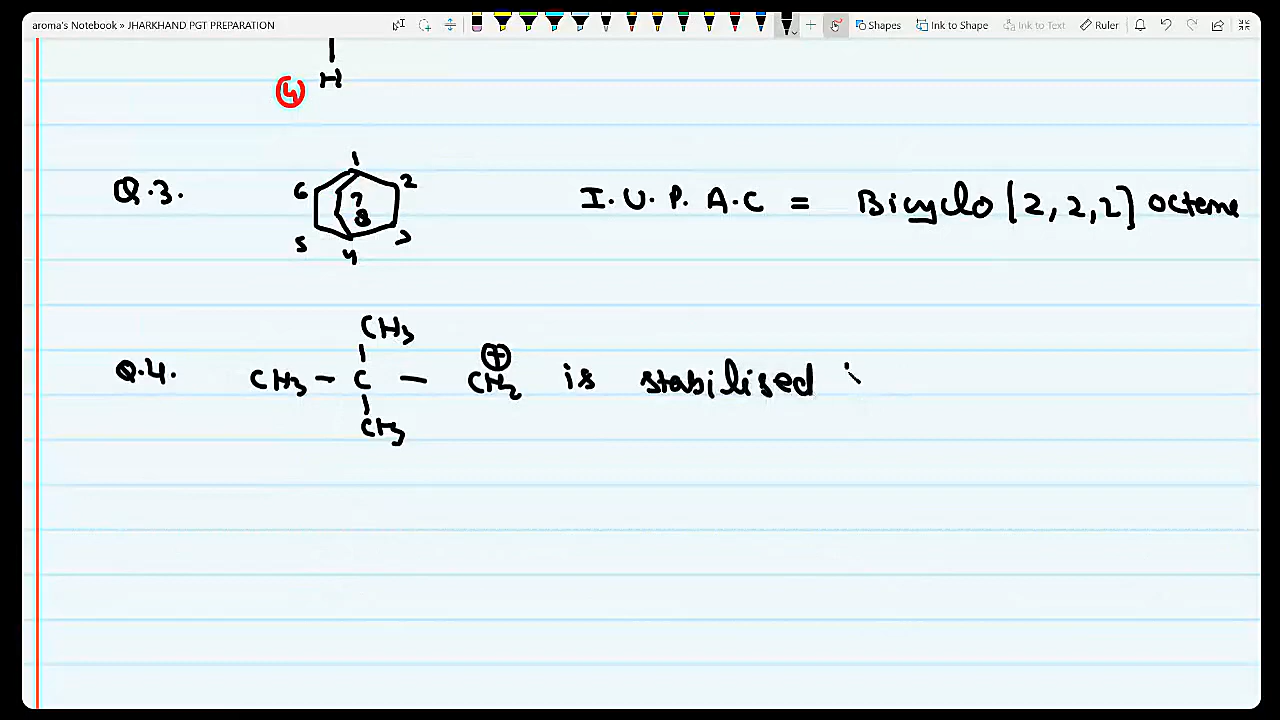 aroma's Notebook » JHARKHAND PGT PREPARATION
Shapes Ink to Shape Ink to Text Ruler
H
4
Q.3. 1 2 3 4 5 6 7 8 I.U.P.A.C = Bicyclo [2,2,2] octene
CH3
Q.4. CH3 - C - CH2 + is stabilised
CH3